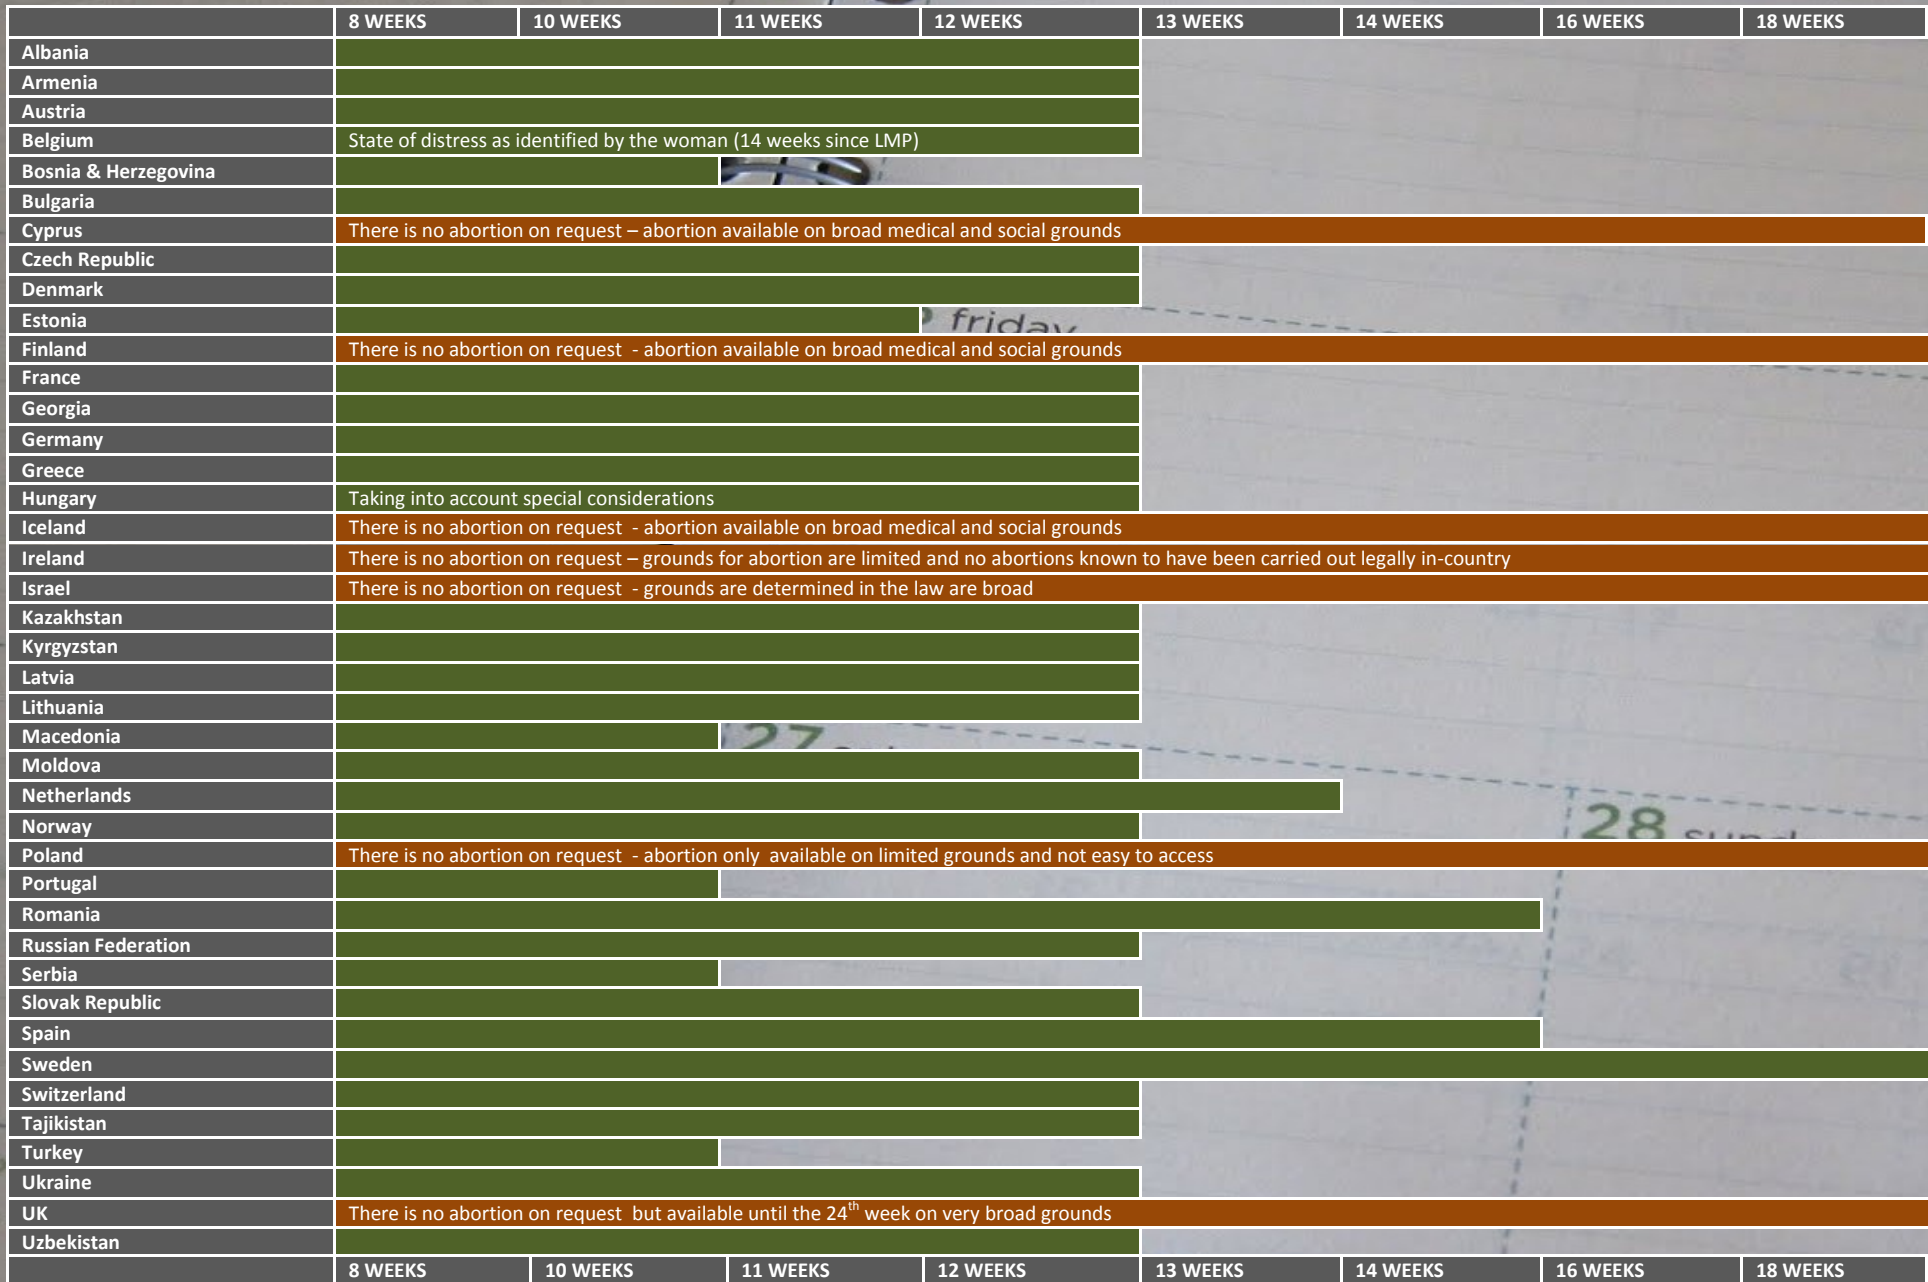 8 WEEKS 10 WEEKS 11 WEEKS 12 WEEKS 13 WEEKS 14 WEEKS 16 WEEKS 18 WEEKS
Albania
Armenia
Austria
Belgium State of distress as identified by the woman (14 weeks since LMP)
Bosnia & Herzegovina
Bulgaria
Cyprus There is no abortion on request – abortion available on broad medical and social grounds
Czech Republic
Denmark
Estonia friday
Finland There is no abortion on request - abortion available on broad medical and social grounds
France
Georgia
Germany
Greece
Hungary Taking into account special considerations
Iceland There is no abortion on request - abortion available on broad medical and social grounds
Ireland There is no abortion on request – grounds for abortion are limited and no abortions known to have been carried out legally in-country
Israel There is no abortion on request - grounds are determined in the law are broad
Kazakhstan
Kyrgyzstan
Latvia
Lithuania
Macedonia 27
Moldova
Netherlands
Norway 28
Poland There is no abortion on request - abortion only available on limited grounds and not easy to access
Portugal
Romania
Russian Federation
Serbia
Slovak Republic
Spain
Sweden
Switzerland
Tajikistan
Turkey
Ukraine
UK There is no abortion on request but available until the 24th week on very broad grounds
Uzbekistan
8 WEEKS 10 WEEKS 11 WEEKS 12 WEEKS 13 WEEKS 14 WEEKS 16 WEEKS 18 WEEKS